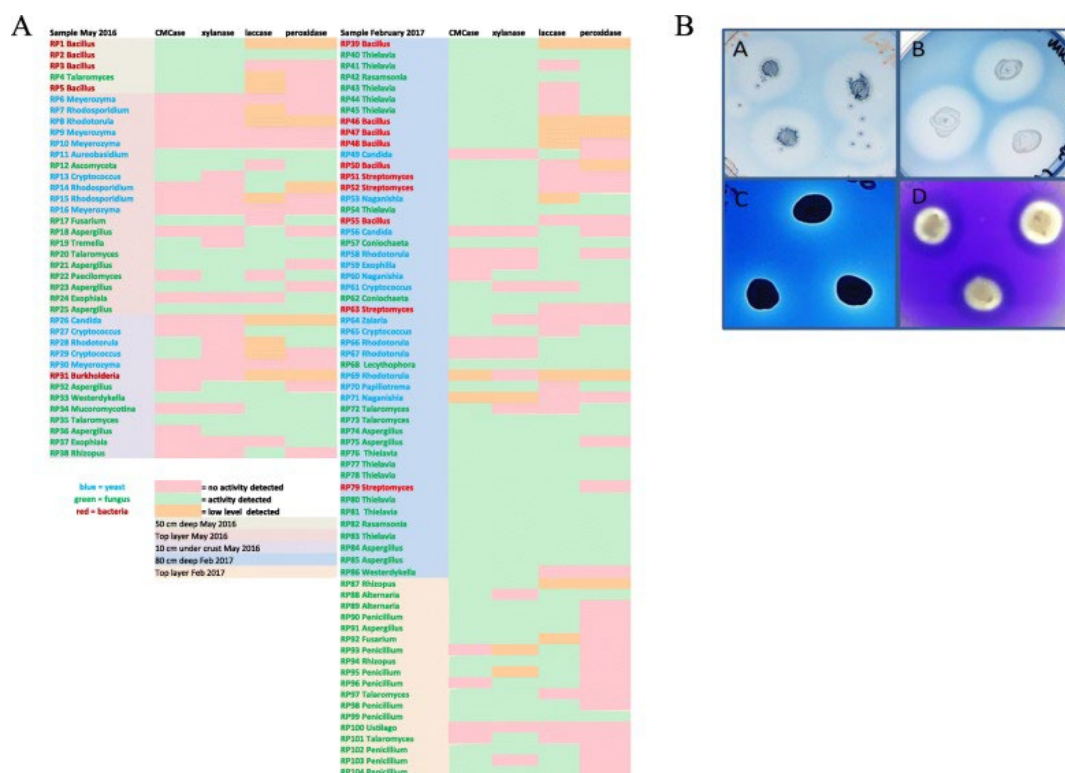 A
B
Sample May 2016 CMCase xylanase laccase peroxidase
RP1 Bacillus
RP2 Bacillus
RP3 Bacillus
RP4 Talaromyces
RP5 Bacillus
RP6 Meyerozyma
RP7 Rhodosporidium
RP8 Rhodotorula
RP9 Meyerozyma
RP10 Meyerozyma
RP11 Aureobasidium
RP12 Ascomycota
RP13 Cryptococcus
RP14 Rhodosporidium
RP15 Rhodosporidium
RP16 Meyerozyma
RP17 Fusarium
RP18 Aspergillus
RP19 Tremella
RP20 Talaromyces
RP21 Aspergillus
RP22 Paecilomyces
RP23 Aspergillus
RP24 Exophiala
RP25 Aspergillus
RP26 Candida
RP27 Cryptococcus
RP28 Rhodotorula
RP29 Cryptococcus
RP30 Meyerozyma
RP31 Burkholderia
RP32 Aspergillus
RP33 Westerdykella
RP34 Mucoromycotina
RP35 Talaromyces
RP36 Aspergillus
RP37 Exophiala
RP38 Rhizopus
blue = yeast = no activity detected
green = fungus = activity detected
red = bacteria = low level detected
50 cm deep May 2016
Top layer May 2016
10 cm under crust May 2016
80 cm deep Feb 2017
Top layer Feb 2017
Sample February 2017 CMCase xylanase laccase peroxidase
RP39 Bacillus
RP40 Thielavia
RP41 Thielavia
RP42 Rasamsonia
RP43 Thielavia
RP44 Thielavia
RP45 Thielavia
RP46 Bacillus
RP47 Bacillus
RP48 Bacillus
RP49 Candida
RP50 Bacillus
RP51 Streptomyces
RP52 Streptomyces
RP53 Naganishia
RP54 Thielavia
RP55 Bacillus
RP56 Candida
RP57 Coniochaeta
RP58 Rhodotorula
RP59 Exophilia
RP60 Naganishia
RP61 Cryptococcus
RP62 Coniochaeta
RP63 Streptomyces
RP64 Zalaria
RP65 Cryptococcus
RP66 Rhodotorula
RP67 Rhodotorula
RP68 Lecythophora
RP69 Rhodotorula
RP70 Papiliotrema
RP71 Naganishia
RP72 Talaromyces
RP73 Talaromyces
RP74 Aspergillus
RP75 Aspergillus
RP76 Thielavia
RP77 Thielavia
RP78 Thielavia
RP79 Streptomyces
RP80 Thielavia
RP81 Thielavia
RP82 Rasamsonia
RP83 Thielavia
RP84 Aspergillus
RP85 Aspergillus
RP86 Westerdykella
RP87 Rhizopus
RP88 Alternaria
RP89 Alternaria
RP90 Penicillium
RP91 Aspergillus
RP92 Fusarium
RP93 Penicillium
RP94 Rhizopus
RP95 Penicillium
RP96 Penicillium
RP97 Talaromyces
RP98 Penicillium
RP99 Penicillium
RP100 Ustilago
RP101 Talaromyces
RP102 Penicillium
RP103 Penicillium
RP104 Penicillium
A B
C D